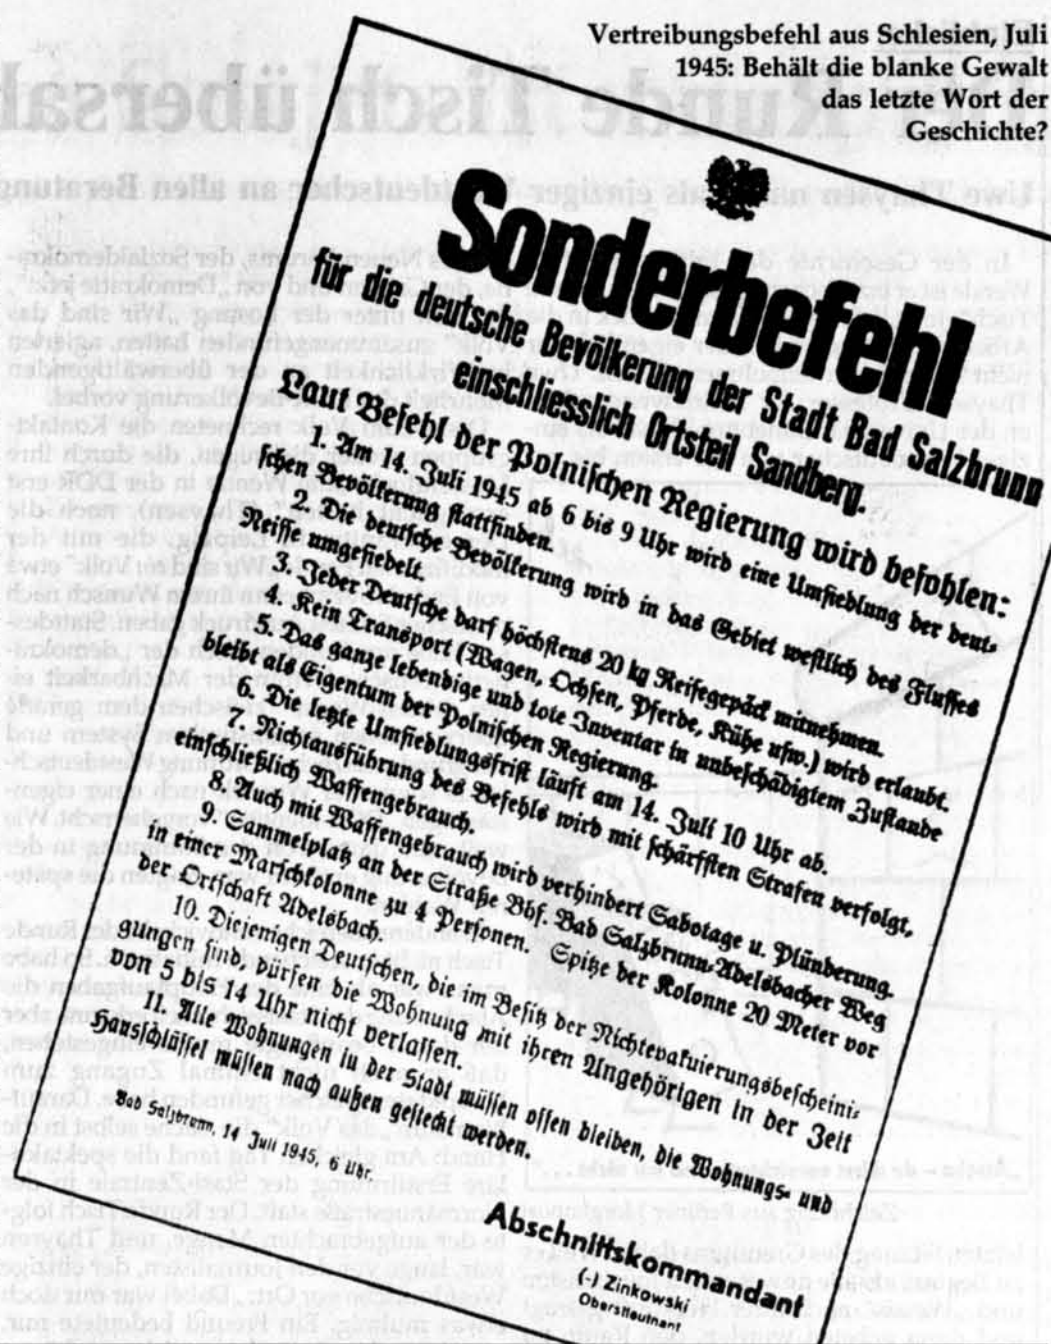 Vertreibungsbefehl aus Schlesien, Juli
1945: Behält die blanke Gewalt
das letzte Wort der
Geschichte?
Sonderbefehl
für die deutsche Bevölkerung der Stadt Bad Salzbrunn
einschliesslich Ortsteil Sandberg.
Laut Befehl der Polnischen Regierung wird befohlen:
1. Am 14. Juli 1945 ab 6 bis 9 Uhr wird eine Umsiedlung der deut-
schen Bevölkerung stattfinden.
2. Die deutsche Bevölkerung wird in das Gebiet westlich des Flusses
Neisse umgesiedelt.
3. Jeder Deutsche darf höchstens 20 kg Reisegepäck mitnehmen.
4. Kein Transport (Wagen, Ochsen, Pferde, Kühe usw.) wird erlaubt.
5. Das ganze lebendige und tote Inventar in unbeschädigtem Zustande
bleibt als Eigentum der Polnischen Regierung.
6. Die letzte Umsiedlungsfrist läuft am 14. Juli 10 Uhr ab.
7. Nichtausführung des Befehls wird mit schärfsten Strafen verfolgt,
einschließlich Waffengebrauch.
8. Auch mit Waffengebrauch wird verhindert Sabotage u. Plünderung.
9. Sammelplatz an der Straße Bhf. Bad Salzbrunn-Adelsbacher Weg
in einer Marschkolonne zu 4 Personen. Spitze der Kolonne 20 Meter vor
der Ortschaft Adelsbach.
10. Diejenigen Deutschen, die im Besitz der Nichtevakuierungsbescheini-
gungen sind, dürfen die Wohnung mit ihren Angehörigen in der Zeit
von 5 bis 14 Uhr nicht verlassen.
11. Alle Wohnungen in der Stadt müssen offen bleiben, die Wohnungs- und
Hausschlüssel müssen nach außen gesteckt werden.
Bad Salzbrunn, 14 Juli 1945, 6 Uhr.
Abschnittskommandant
(-) Zinkowski
Oberstleutnant